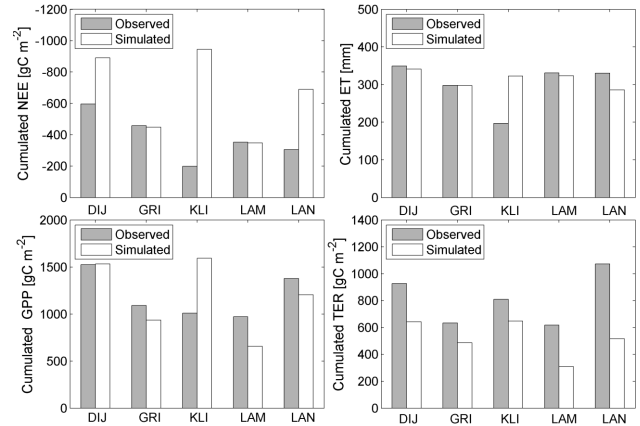 Cumulated NEE [gC m⁻²]
-1200
-1000
-800
-600
-400
-200
0
Observed
Simulated
DIJ GRI KLI LAM LAN
Cumulated ET [mm]
500
400
300
200
100
0
Observed
Simulated
DIJ GRI KLI LAM LAN
Cumulated GPP [gC m⁻²]
2000
1500
1000
500
0
Observed
Simulated
DIJ GRI KLI LAM LAN
Cumulated TER [gC m⁻²]
1400
1200
1000
800
600
400
200
0
Observed
Simulated
DIJ GRI KLI LAM LAN